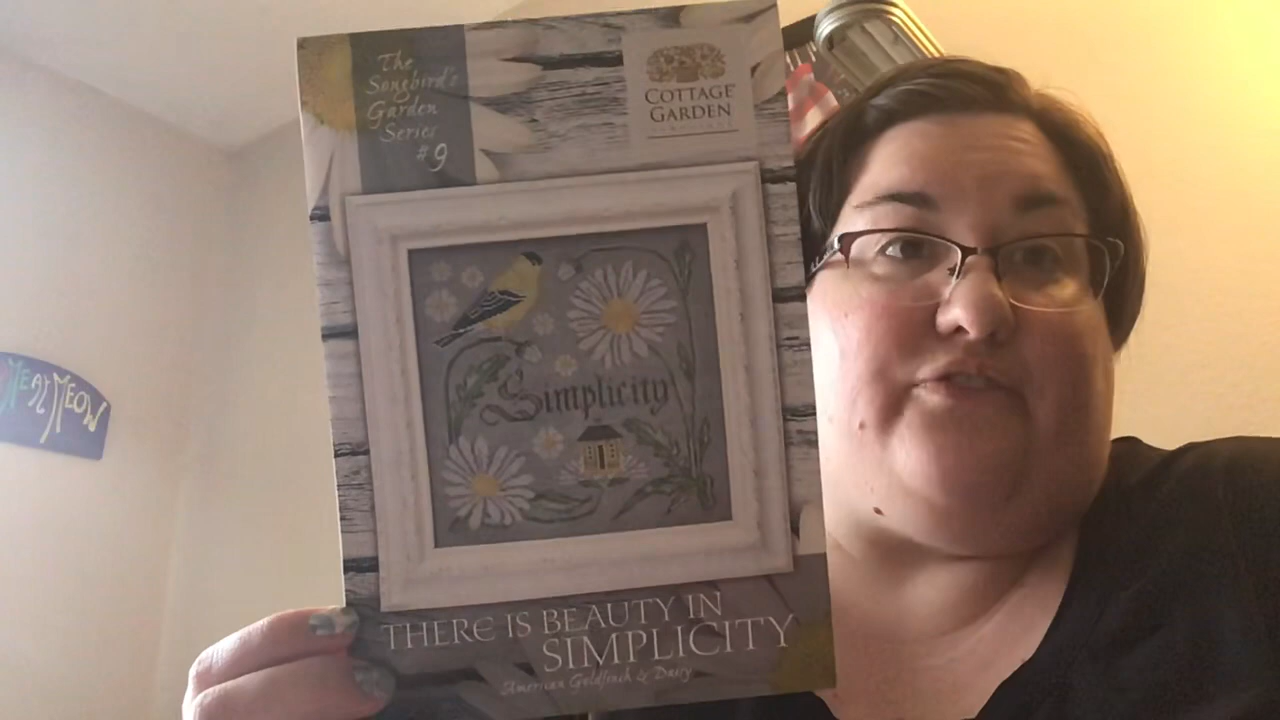 The
Songbird's
Garden
Series
#9
COTTAGE
GARDEN
Simplicity
THERE IS BEAUTY IN
SIMPLICITY
American Goldfinch & Daisy
MEOW